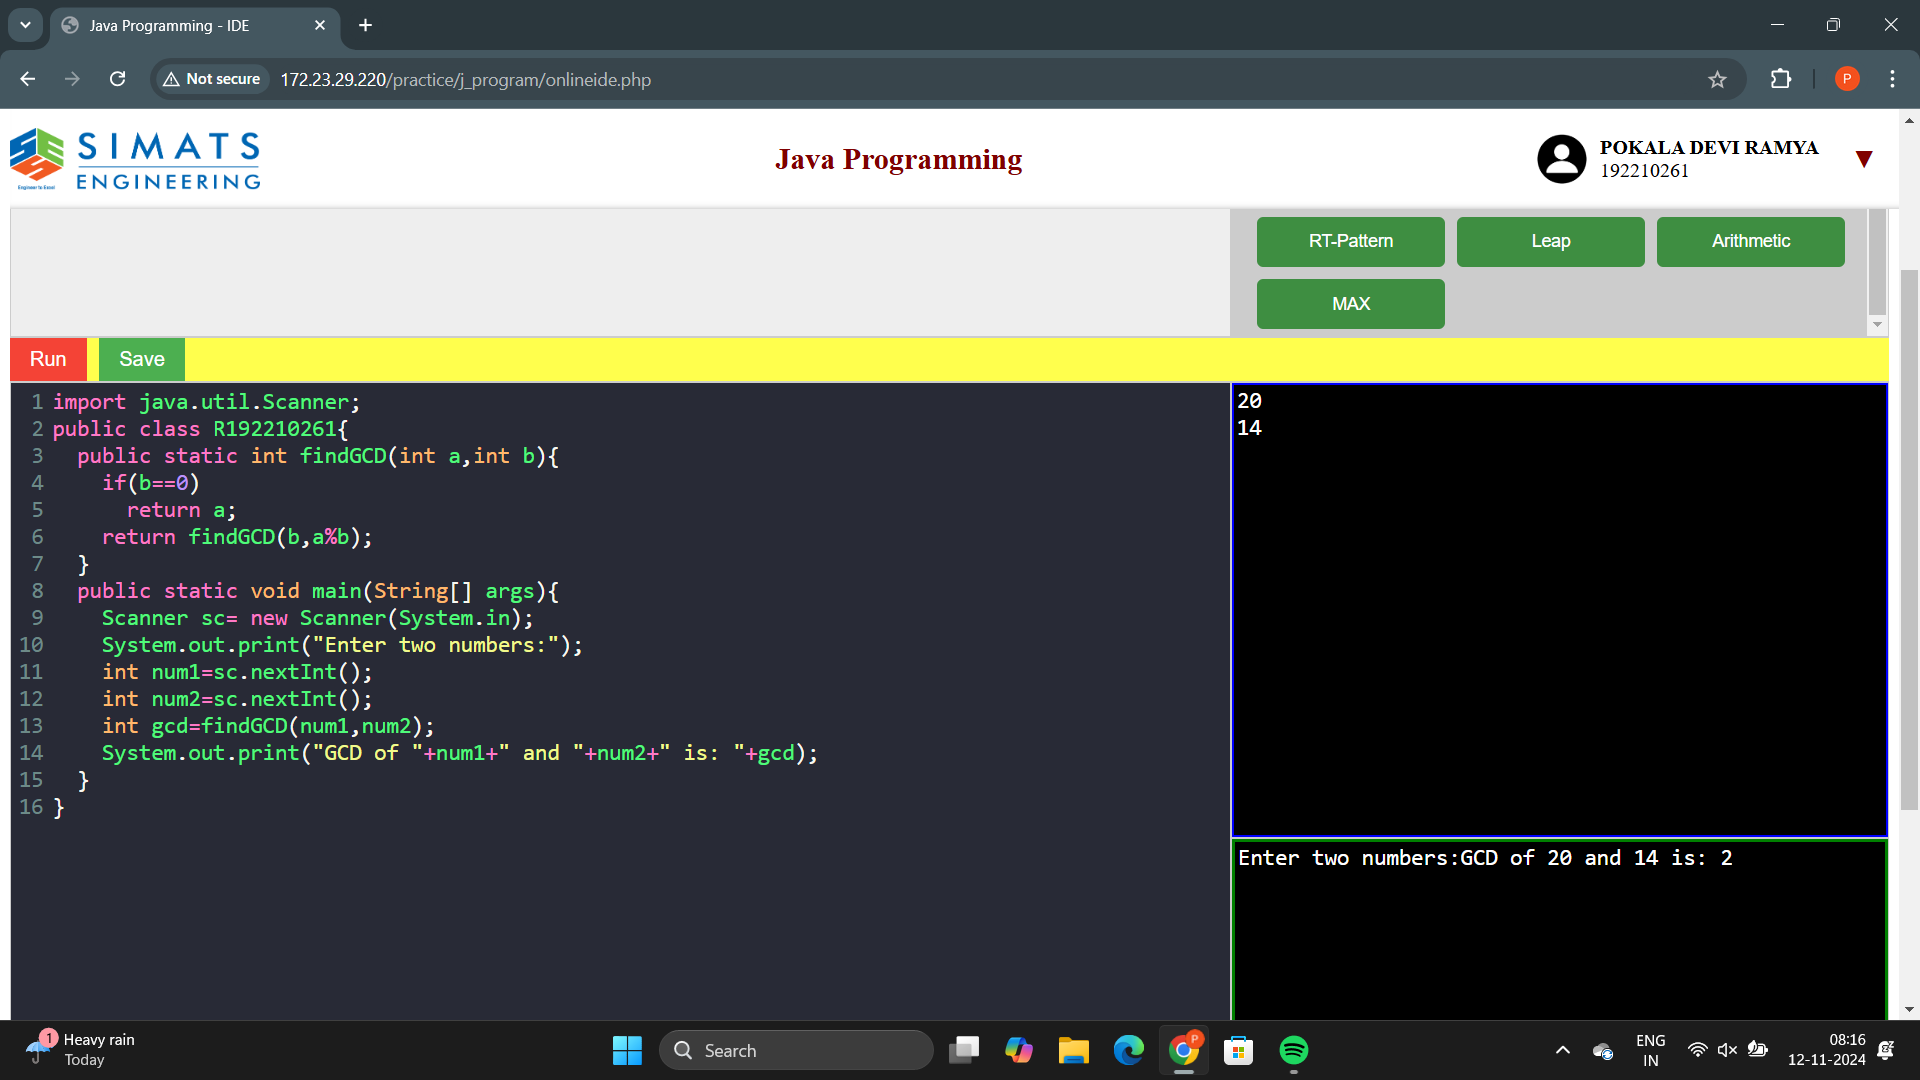 Java Programming - IDE
Not secure
172.23.29.220/practice/j_program/onlineide.php
P
SIMATS
ENGINEERING
Engineer to Excel
Java Programming
POKALA DEVI RAMYA
192210261
RT-Pattern
Leap
Arithmetic
MAX
Run
Save
1 import java.util.Scanner;
2 public class R192210261{
3   public static int findGCD(int a,int b){
4     if(b==0)
5       return a;
6     return findGCD(b,a%b);
7   }
8   public static void main(String[] args){
9     Scanner sc= new Scanner(System.in);
10     System.out.print("Enter two numbers:");
11     int num1=sc.nextInt();
12     int num2=sc.nextInt();
13     int gcd=findGCD(num1,num2);
14     System.out.print("GCD of "+num1+" and "+num2+" is: "+gcd);
15   }
16 }
20
14
Enter two numbers:GCD of 20 and 14 is: 2
1
Heavy rain
Today
Search
P
ENG
IN
08:16
12-11-2024